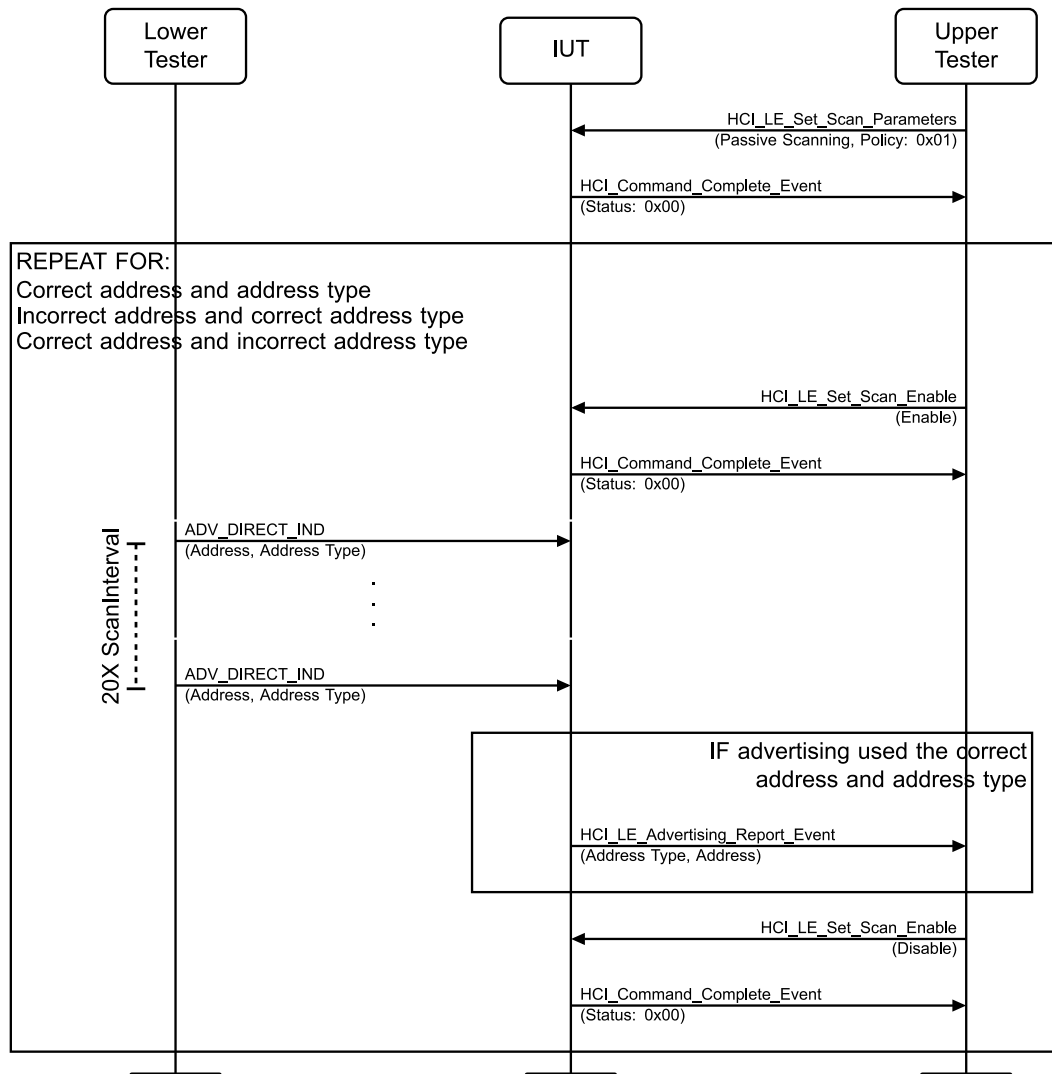 Lower
Tester
IUT
Upper
Tester
HCI_LE_Set_Scan_Parameters
(Passive Scanning, Policy: 0x01)
HCI_Command_Complete_Event
(Status: 0x00)
REPEAT FOR:
Correct address and address type
Incorrect address and correct address type
Correct address and incorrect address type
HCI_LE_Set_Scan_Enable
(Enable)
HCI_Command_Complete_Event
(Status: 0x00)
20X ScanInterval
ADV_DIRECT_IND
(Address, Address Type)
.
.
.
ADV_DIRECT_IND
(Address, Address Type)
IF advertising used the correct
address and address type
HCI_LE_Advertising_Report_Event
(Address Type, Address)
HCI_LE_Set_Scan_Enable
(Disable)
HCI_Command_Complete_Event
(Status: 0x00)